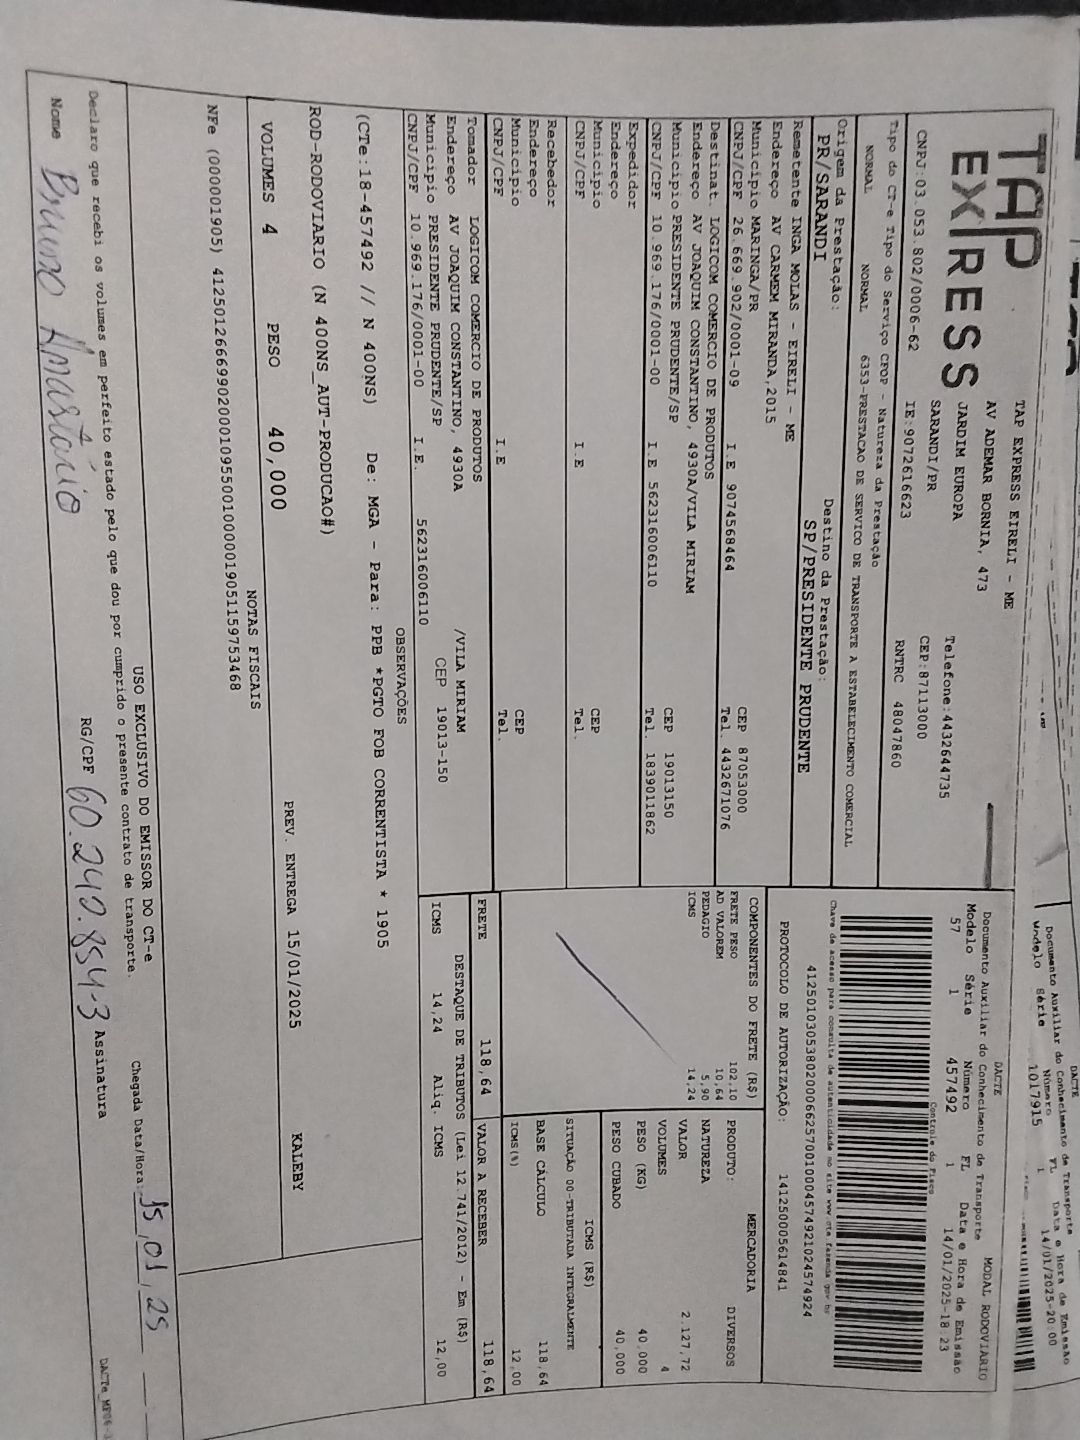 DACTE
Documento Auxiliar do Conhecimento de Transporte
Modelo Série Número FL Data e Hora de Emissão
1017915 1 14/01/2025-20:00
TAP
EXPRESS
TAP EXPRESS EIRELI - ME
AV ADEMAR BORNIA, 473
JARDIM EUROPA
SARANDI/PR
Telefone:4432644735
CEP:87113000
CNPJ:03.053.802/0006-62 IE:9072616623 RNTRC 48047860
DACTE MODAL RODOVIARIO
Documento Auxiliar do Conhecimento de Transporte
Modelo Série Número FL Data e Hora de Emissão
57 1 457492 1 14/01/2025-18:23
Controle do Fisco
Chave de acesso para consulta de autenticidade no site www.cte.fazenda.gov.br
41250103053802000662570010004574921024574924
PROTOCOLO DE AUTORIZAÇÃO: 141250005614841
Tipo do CT-e Tipo do Serviço CFOP - Natureza da Prestação
NORMAL NORMAL 6353-PRESTACAO DE SERVICO DE TRANSPORTE A ESTABELECIMENTO COMERCIAL
Origem da Prestação: Destino da Prestação:
PR/SARANDI SP/PRESIDENTE PRUDENTE
Remetente INGA MOLAS - EIRELI - ME
Endereço AV CARMEM MIRANDA,2015
Município MARINGA/PR CEP 87053000
CNPJ/CPF 26.669.902/0001-09 I.E 9074568464 Tel. 4432671076
Destinat. LOGICOM COMERCIO DE PRODUTOS
Endereço AV JOAQUIM CONSTANTINO, 4930A/VILA MIRIAM
Município PRESIDENTE PRUDENTE/SP CEP 19013150
CNPJ/CPF 10.969.176/0001-00 I.E 562316006110 Tel. 1839011862
Expedidor
Endereço
Município CEP
CNPJ/CPF I.E Tel.
Recebedor
Endereço
Município CEP
CNPJ/CPF I.E Tel.
Tomador LOGICOM COMERCIO DE PRODUTOS
Endereço AV JOAQUIM CONSTANTINO, 4930A /VILA MIRIAM
Município PRESIDENTE PRUDENTE/SP CEP 19013-150
CNPJ/CPF 10.969.176/0001-00 I.E. 562316006110
COMPONENTES DO FRETE (R$)
FRETE PESO 102,10
AD VALOREM 10,64
PEDAGIO 5,90
ICMS 14,24
MERCADORIA
PRODUTO: DIVERSOS
NATUREZA
VALOR 2.127,72
VOLUMES 4
PESO (KG) 40,000
PESO CUBADO 40,000
ICMS (R$)
SITUAÇÃO 00-TRIBUTADA INTEGRALMENTE
BASE CÁLCULO 118,64
ICMS(%) 12,00
FRETE 118,64 VALOR A RECEBER 118,64
DESTAQUE DE TRIBUTOS (Lei 12.741/2012) - Em (R$)
ICMS 14,24 Aliq. ICMS 12,00
OBSERVAÇÕES
(CTe:18-457492 // N 400NS) De: MGA - Para: PPB *PGTO FOB CORRENTISTA * 1905
ROD-RODOVIARIO (N 400NS_AUT-PRODUCAO#)
VOLUMES 4 PESO 40,000 PREV. ENTREGA 15/01/2025 KALEBY
NOTAS FISCAIS
NFe (000001905) 41250126669902000109550010000019051159753468
USO EXCLUSIVO DO EMISSOR DO CT-e
Declaro que recebi os volumes em perfeito estado pelo que dou por cumprido o presente contrato de transporte. Chegada Data/Hora: 15,01,25
Nome Bruno RG/CPF 60.240.854-3 Assinatura